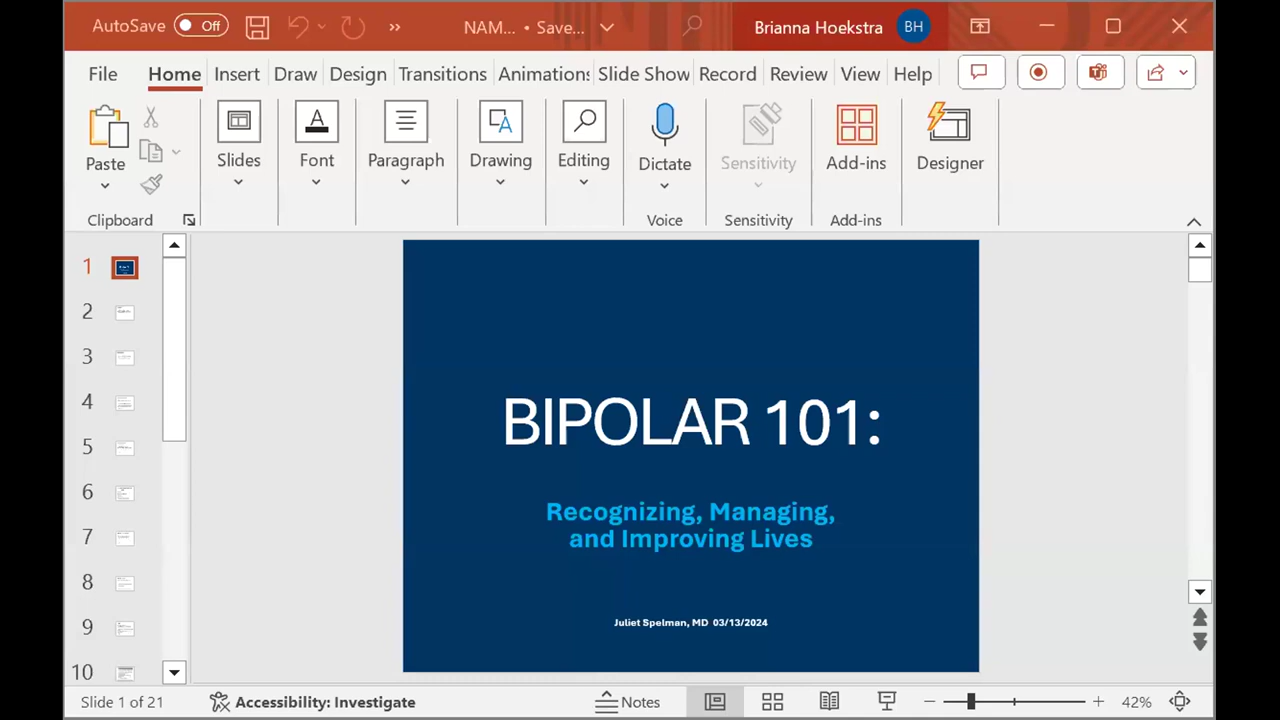 AutoSave Off NAM... • Save... Brianna Hoekstra BH
File Home Insert Draw Design Transitions Animations Slide Show Record Review View Help
Paste Slides Font Paragraph Drawing Editing Dictate Sensitivity Add-ins Designer
Clipboard Voice Sensitivity Add-ins
1
2
3
4
5
6
7
8
9
10
BIPOLAR 101:
Recognizing, Managing,
and Improving Lives
Juliet Spelman, MD 03/13/2024
Slide 1 of 21 Accessibility: Investigate Notes 42%